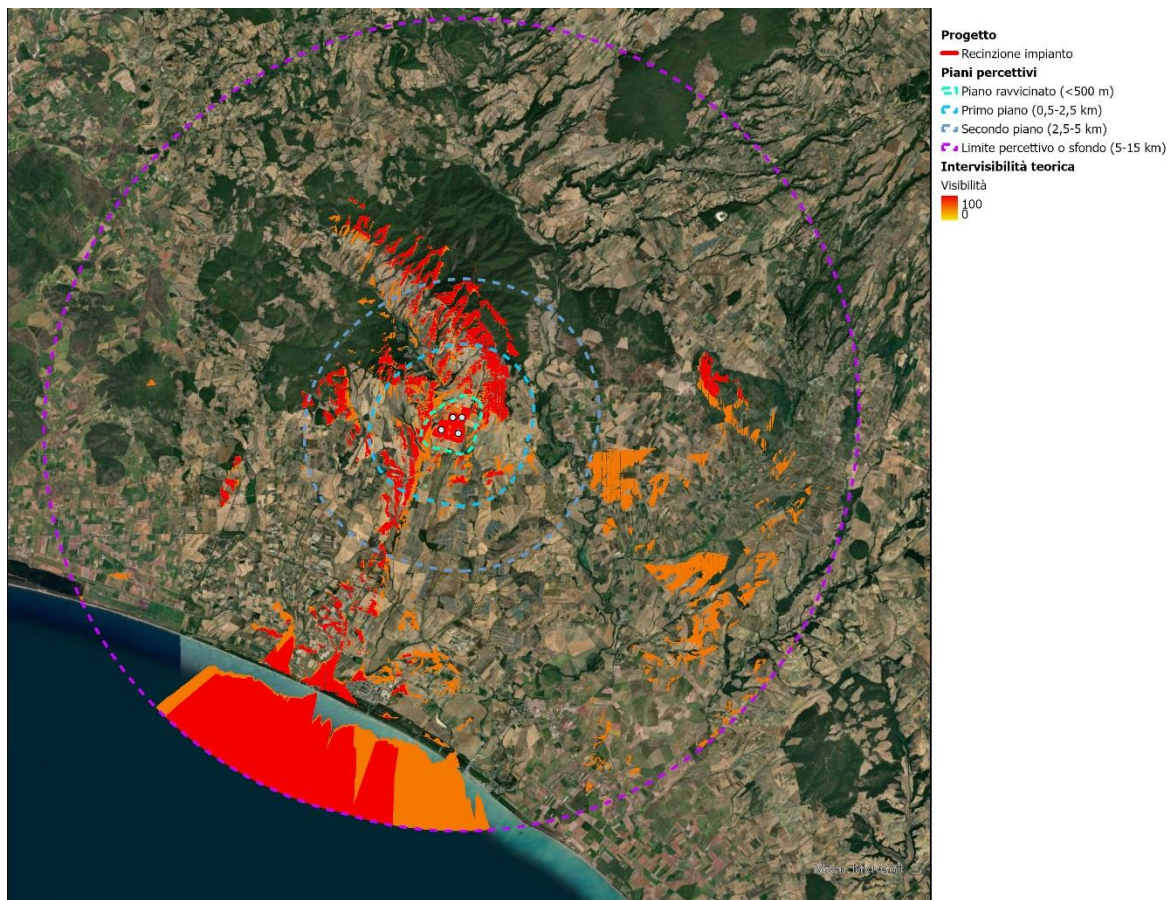 Progetto
Recinzione impianto
Piani percettivi
Piano ravvicinato (<500 m)
Primo piano (0,5-2,5 km)
Secondo piano (2,5-5 km)
Limite percettivo o sfondo (5-15 km)
Intervisibilità teorica
Visibilità
100
0
Microsoft